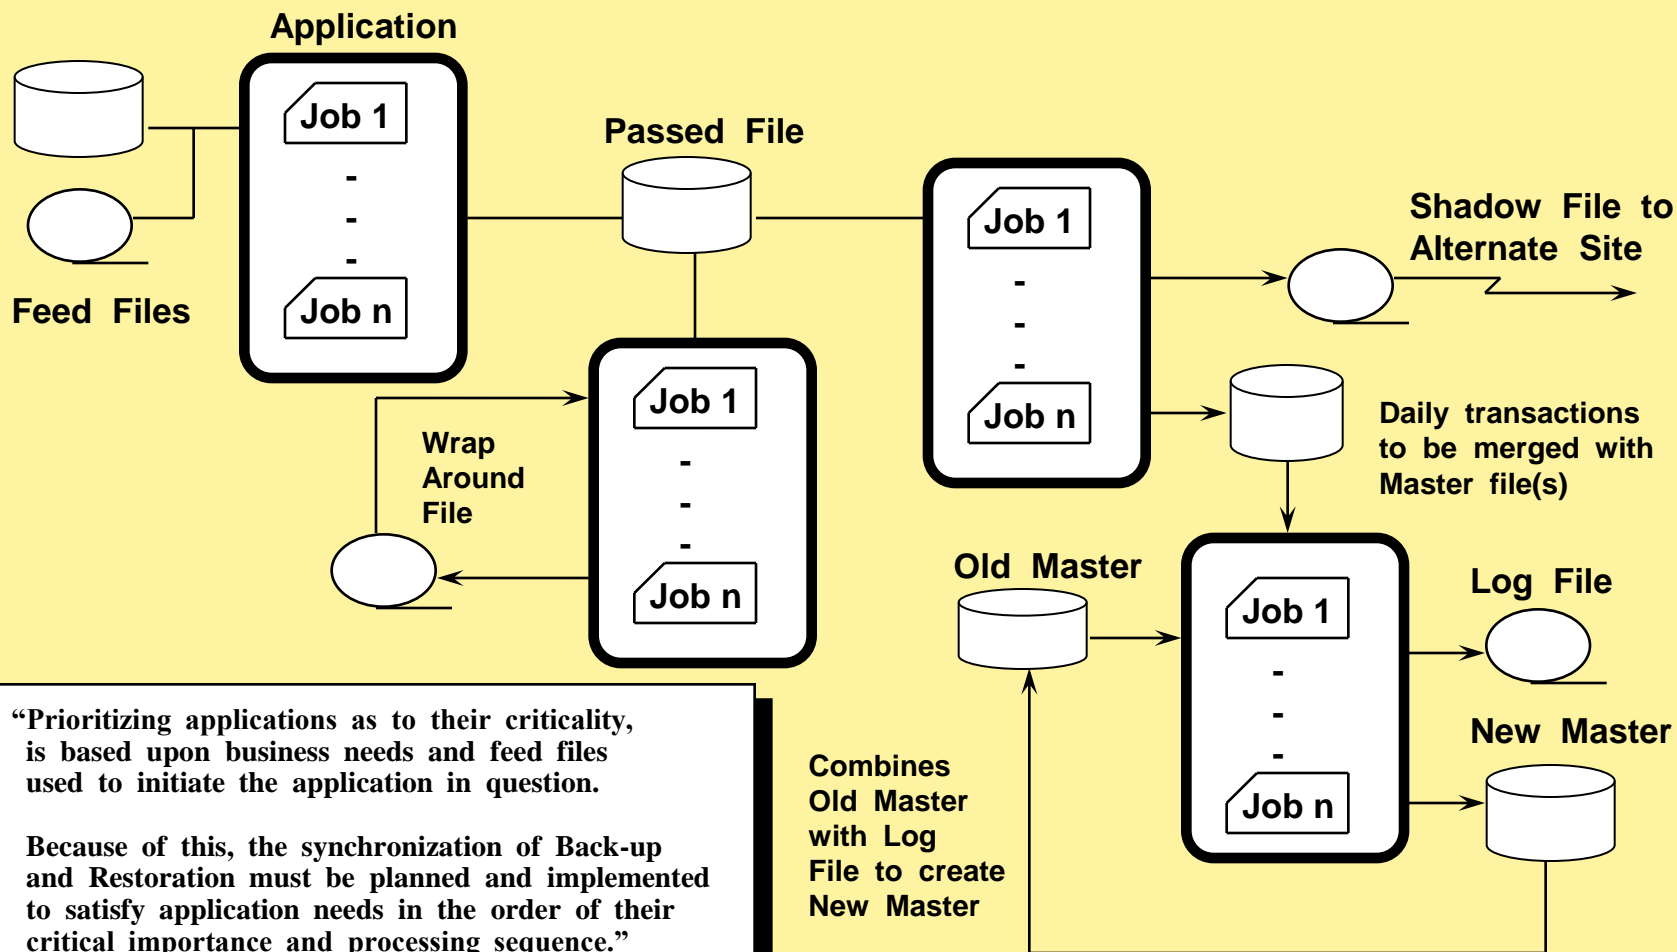 Application
Job 1
-
-
-
Job n
Feed Files
Passed File
Job 1
-
-
-
Job n
Wrap
Around
File
Job 1
-
-
-
Job n
Shadow File to
Alternate Site
Daily transactions
to be merged with
Master file(s)
Old Master
Job 1
-
-
-
Job n
Log File
New Master
Combines
Old Master
with Log
File to create
New Master
“Prioritizing applications as to their criticality,
is based upon business needs and feed files
used to initiate the application in question.
Because of this, the synchronization of Back-up
and Restoration must be planned and implemented
to satisfy application needs in the order of their
critical importance and processing sequence.”